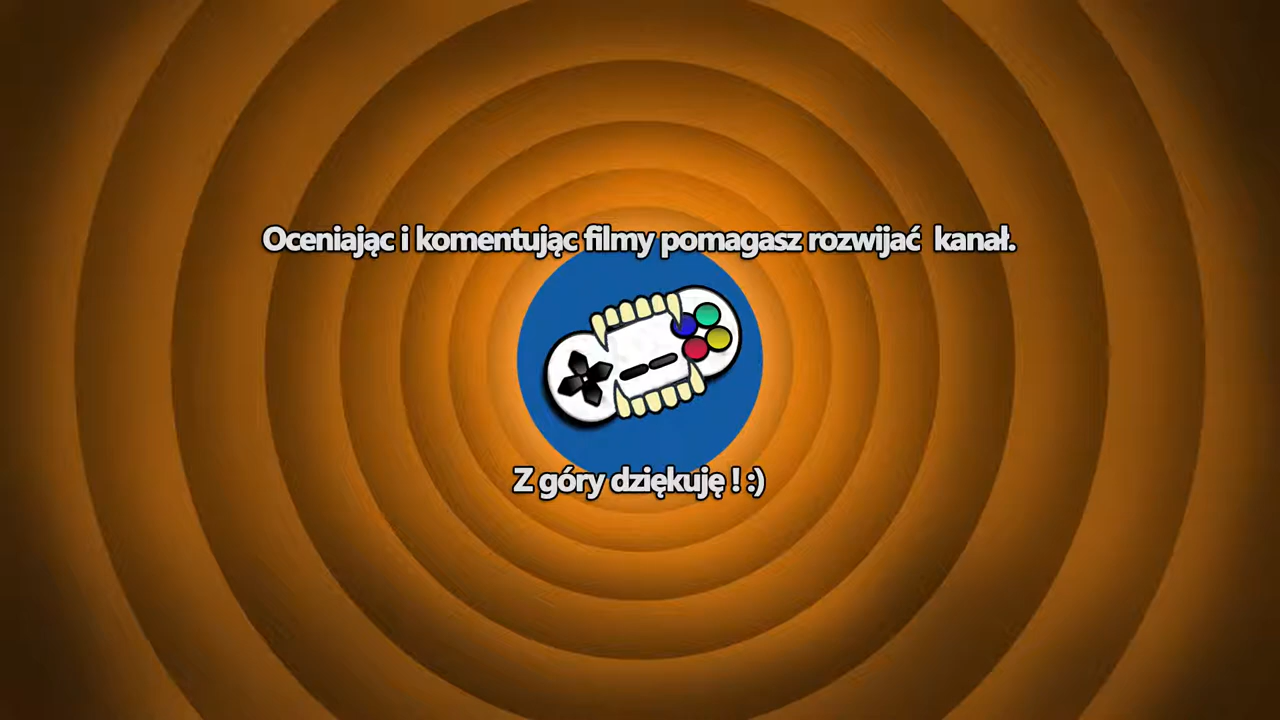 Oceniając i komentując filmy pomagasz rozwijać  kanał.
Z góry dziękuję ! :)